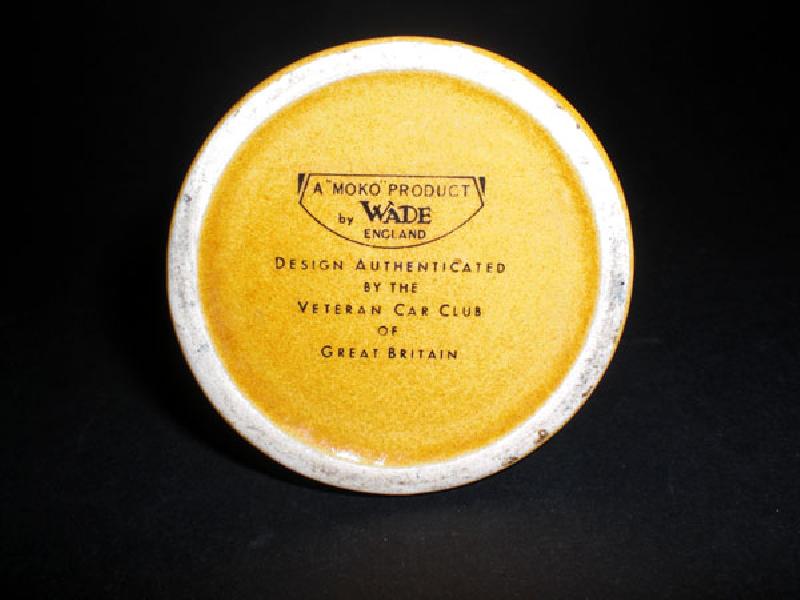 A "MOKO" PRODUCT
by WADE
ENGLAND
DESIGN AUTHENTICATED
BY THE
VETERAN CAR CLUB
OF
GREAT BRITAIN